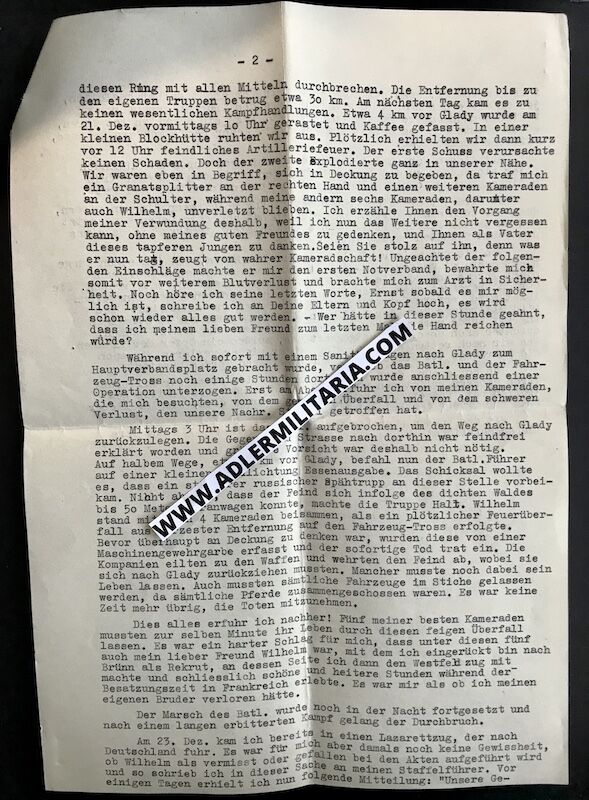 - 2 -
diesen Ring mit allen Mitteln durchbrechen. Die Entfernung bis zu
den eigenen Truppen betrug etwa 30 km. Am nächsten Tag kam es zu
keinen wesentlichen Kampfhandlungen. Etwa 4 km vor Glady wurde am
21. Dez. vormittags 10 Uhr gerastet und Kaffee gefasst. In einer
kleinen Blockhütte ruhten wir aus. Plötzlich erhielten wir dann kurz
vor 12 Uhr feindliches Artilleriefeuer. Der erste Schuss verursachte
keinen Schaden. Doch der zweite Explodierte ganz in unserer Nähe.
Wir waren eben in Begriff, sich in Deckung zu begeben, da traf mich
ein Granatsplitter an der rechten Hand und einen weiteren Kameraden
an der Schulter, während meine andern sechs Kameraden, darunter
auch Wilhelm, unverletzt blieben. Ich erzähle Ihnen den Vorgang
meiner Verwundung deshalb, weil ich nun das Weitere nicht vergessen
kann, ohne meines guten Freundes zu gedenken, und Ihnen als Vater
dieses tapferen Jungen zu danken.Seien Sie stolz auf ihn, denn was
er nun tat, zeugt von wahrer Kameradschaft! Ungeachtet der folgen-
den Einschläge machte er mir den ersten Notverband, bewahrte mich
somit vor weiterem Blutverlust und brachte mich zum Arzt in Sicher-
heit. Noch höre ich seine letzten Worte, Ernst sobald es mir mög-
lich ist, schreibe ich an Deine Eltern und Kopf hoch, es wird
schon wieder alles gut werden. - Wer hätte in dieser Stunde geahnt,
dass ich meinem lieben Freund zum letzten die Hand reichen
würde?
Während ich sofort mit einem nach Glady zum
Hauptverbandsplatz gebracht wurde, das Batl. und der Fahr-
zeug-Tross noch einige Stunden wurde anschliessend einer
Operation unterzogen. Erst ich von meinen Kameraden,
die mich besuchten, von dem Überfall und von dem schweren
Verlust, den unsere Nachr. getroffen hat.
Mittags 3 Uhr ist aufgebrochen, um den Weg nach Glady
zurückzulegen. Die Strasse nach dorthin war feindfrei
erklärt worden und Vorsicht war deshalb nicht nötig.
Auf halbem Wege, vor Glady, befahl nun der Batl.Führer
auf einer kleinen Essenausgabe. Das Schicksal wollte
es, dass ein russischer Spähtrupp an dieser Stelle vorbei-
kam. Nicht dass der Feind sich infolge des dichten Waldes
bis 50 Meter konnte, machte die Truppe Halt. Wilhelm
stand mit 4 Kameraden beisammen, als ein plötzlicher Feuerüber-
fall aus Entfernung auf den Fahrzeug-Tross erfolgte.
Bevor überhaupt an Deckung zu denken war, wurden diese von einer
Maschinengewehrgarbe erfasst und der sofortige Tod trat ein. Die
Kompanien eilten zu den Waffen und wehrten den Feind ab, wobei sie
sich nach Glady zurückziehen mussten. Mancher musste noch dabei sein
Leben lassen. Auch mussten sämtliche Fahrzeuge im Stiche gelassen
werden, da sämtliche Pferde zusammengeschossen waren. Es war keine
Zeit mehr übrig, die Toten mitzunehmen.
Dies alles erfuhr ich nachher! Fünf meiner besten Kameraden
mussten zur selben Minute ihr Leben durch diesen feigen Überfall
lassen. Es war ein harter Schlag für mich, dass unter diesen fünf
auch mein lieber Freund Wilhelm war, mit dem ich eingerückt bin nach
Brünn als Rekrut, an dessen Seite ich dann den Westfeldzug mit
machte und schliesslich schöne und heitere Stunden während der
Besatzungszeit in Frankreich erlebte. Es war mir als ob ich meinen
eigenen Bruder verloren hätte.
Der Marsch des Batl. wurde noch in der Nacht fortgesetzt und
nach einem langen erbitterten Kampf gelang der Durchbruch.
Am 23. Dez. kam ich bereits in einen Lazarettzug, der nach
Deutschland fuhr. Es war für mich aber damals noch keine Gewissheit,
ob Wilhelm als vermisst oder gefallen bei den Akten aufgeführt wird
und so schrieb ich in dieser Sache an meinen Staffelführer. Vor
einigen Tagen erhielt ich nun folgende Mitteilung: "Unsere Ge-
WWW.ADLERMILITARIA.COM